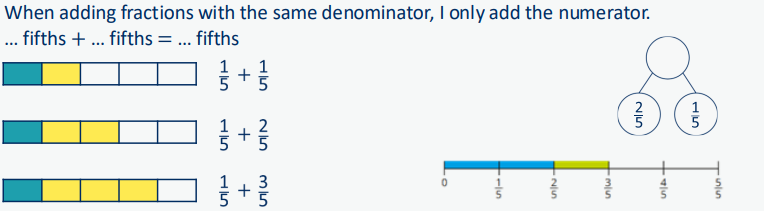 When adding fractions with the same denominator, I only add the numerator.
... fifths + ... fifths = ... fifths
1/5 + 1/5
1/5 + 2/5
1/5 + 3/5
2/5 1/5
0 1/5 2/5 3/5 4/5 5/5